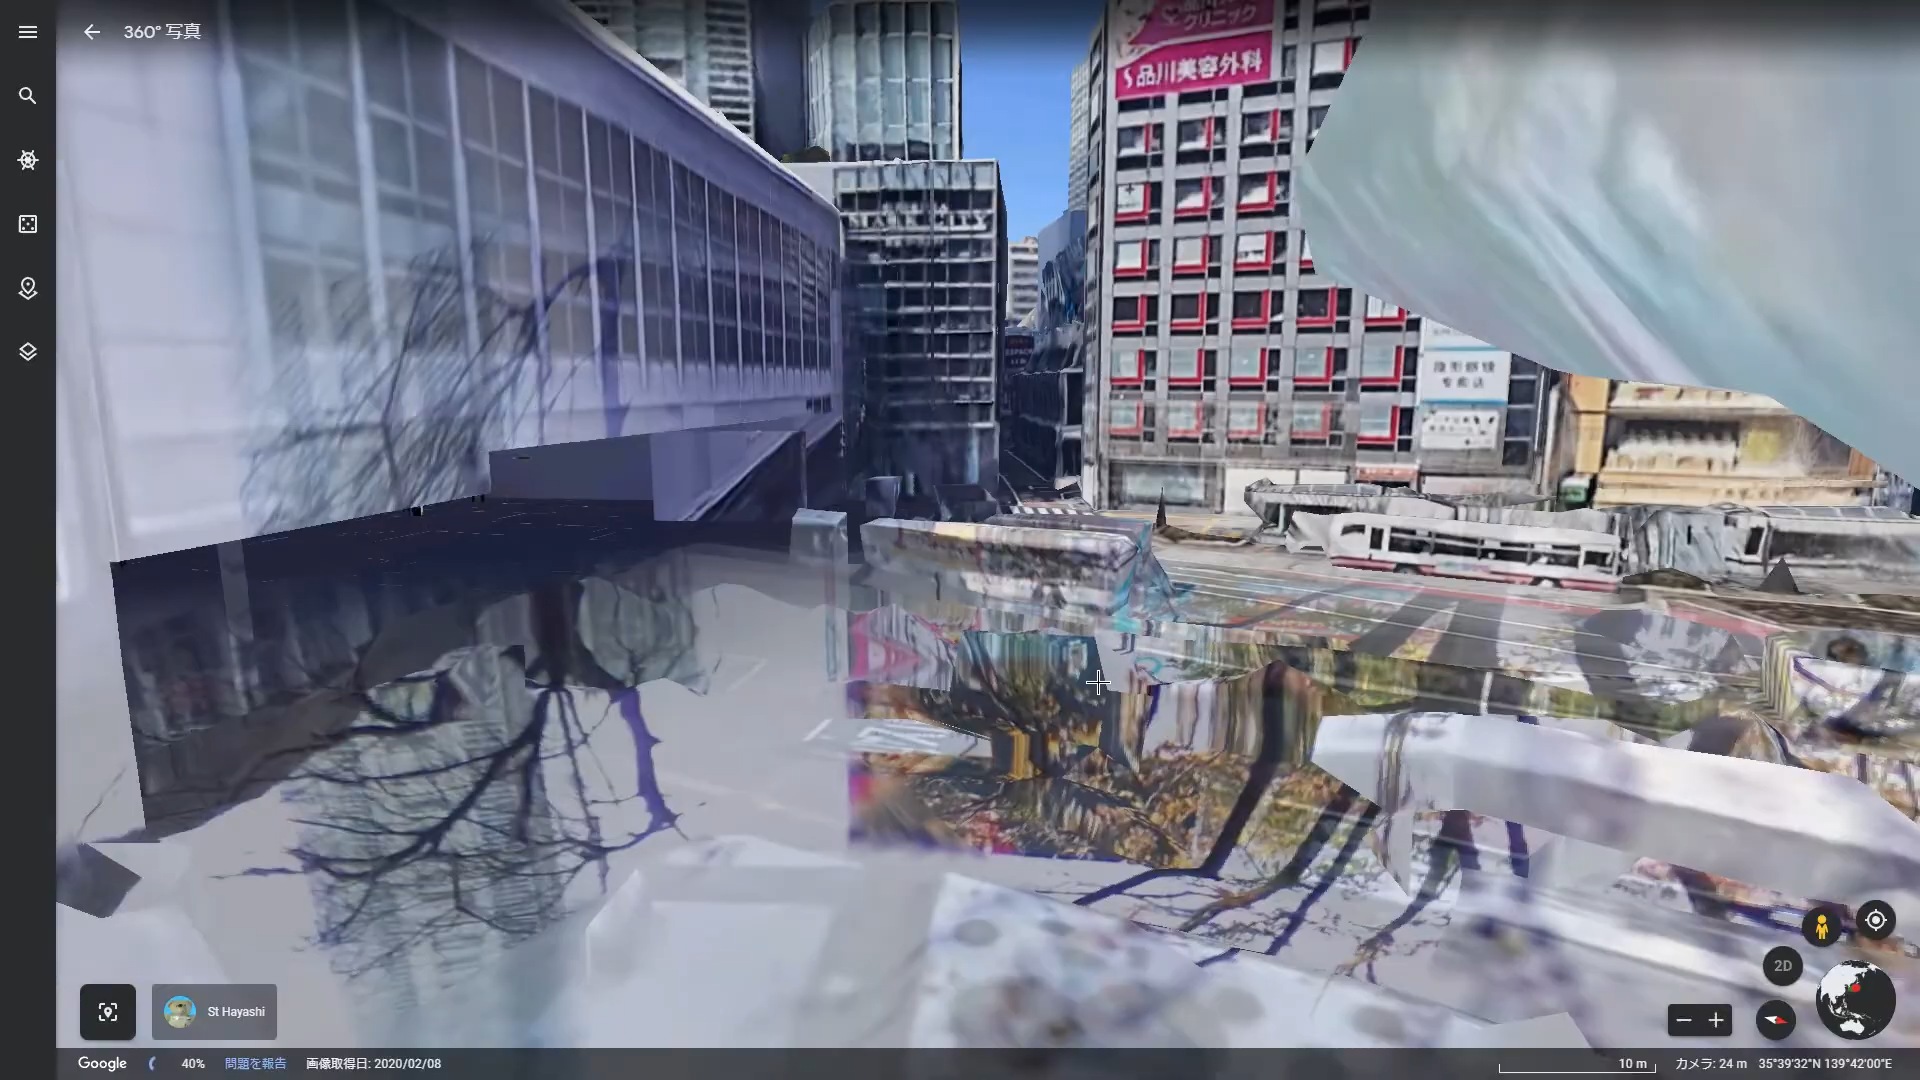 360° 写真
クリニック
品川美容外科
ESPACE
2D
St Hayashi
Google
40%
問題を報告
画像取得日: 2020/02/08
10 m
カメラ: 24 m
35°39'32"N 139°42'00"E